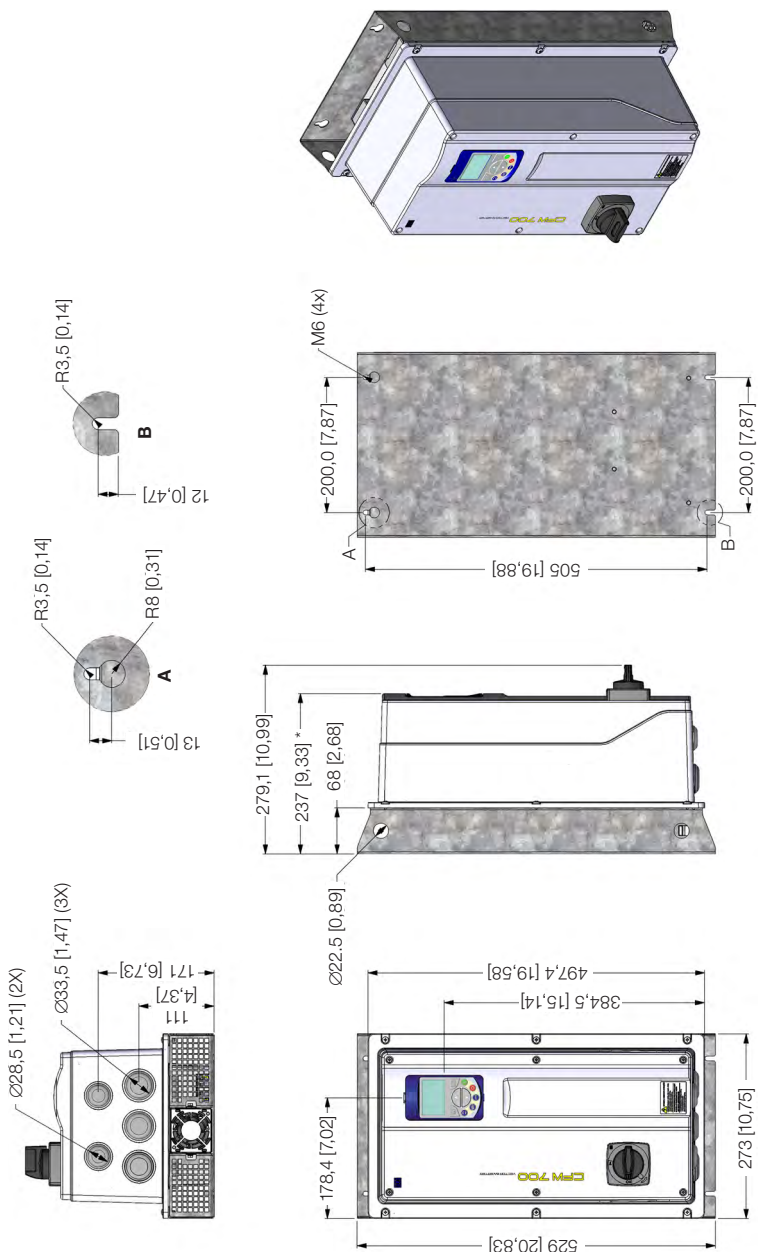 R3,5 [0,14]
12 [0,47]
B
R3,5 [0,14]
R8 [0,31]
13 [0,51]
A
M6 (4x)
200,0 [7,87]
A
505 [19,88]
B
200,0 [7,87]
279,1 [10,99]
237 [9,33] *
68 [2,68]
Ø22.5 [0,89]
Ø28,5 [1,21] (2X)
Ø33,5 [1,47] (3X)
171 [6,73]
111
[4,37]
497,4 [19,58]
384,5 [15,14]
178,4 [7,02]
529 [20,83]
273 [10,75]
CFW 700
CFW 700